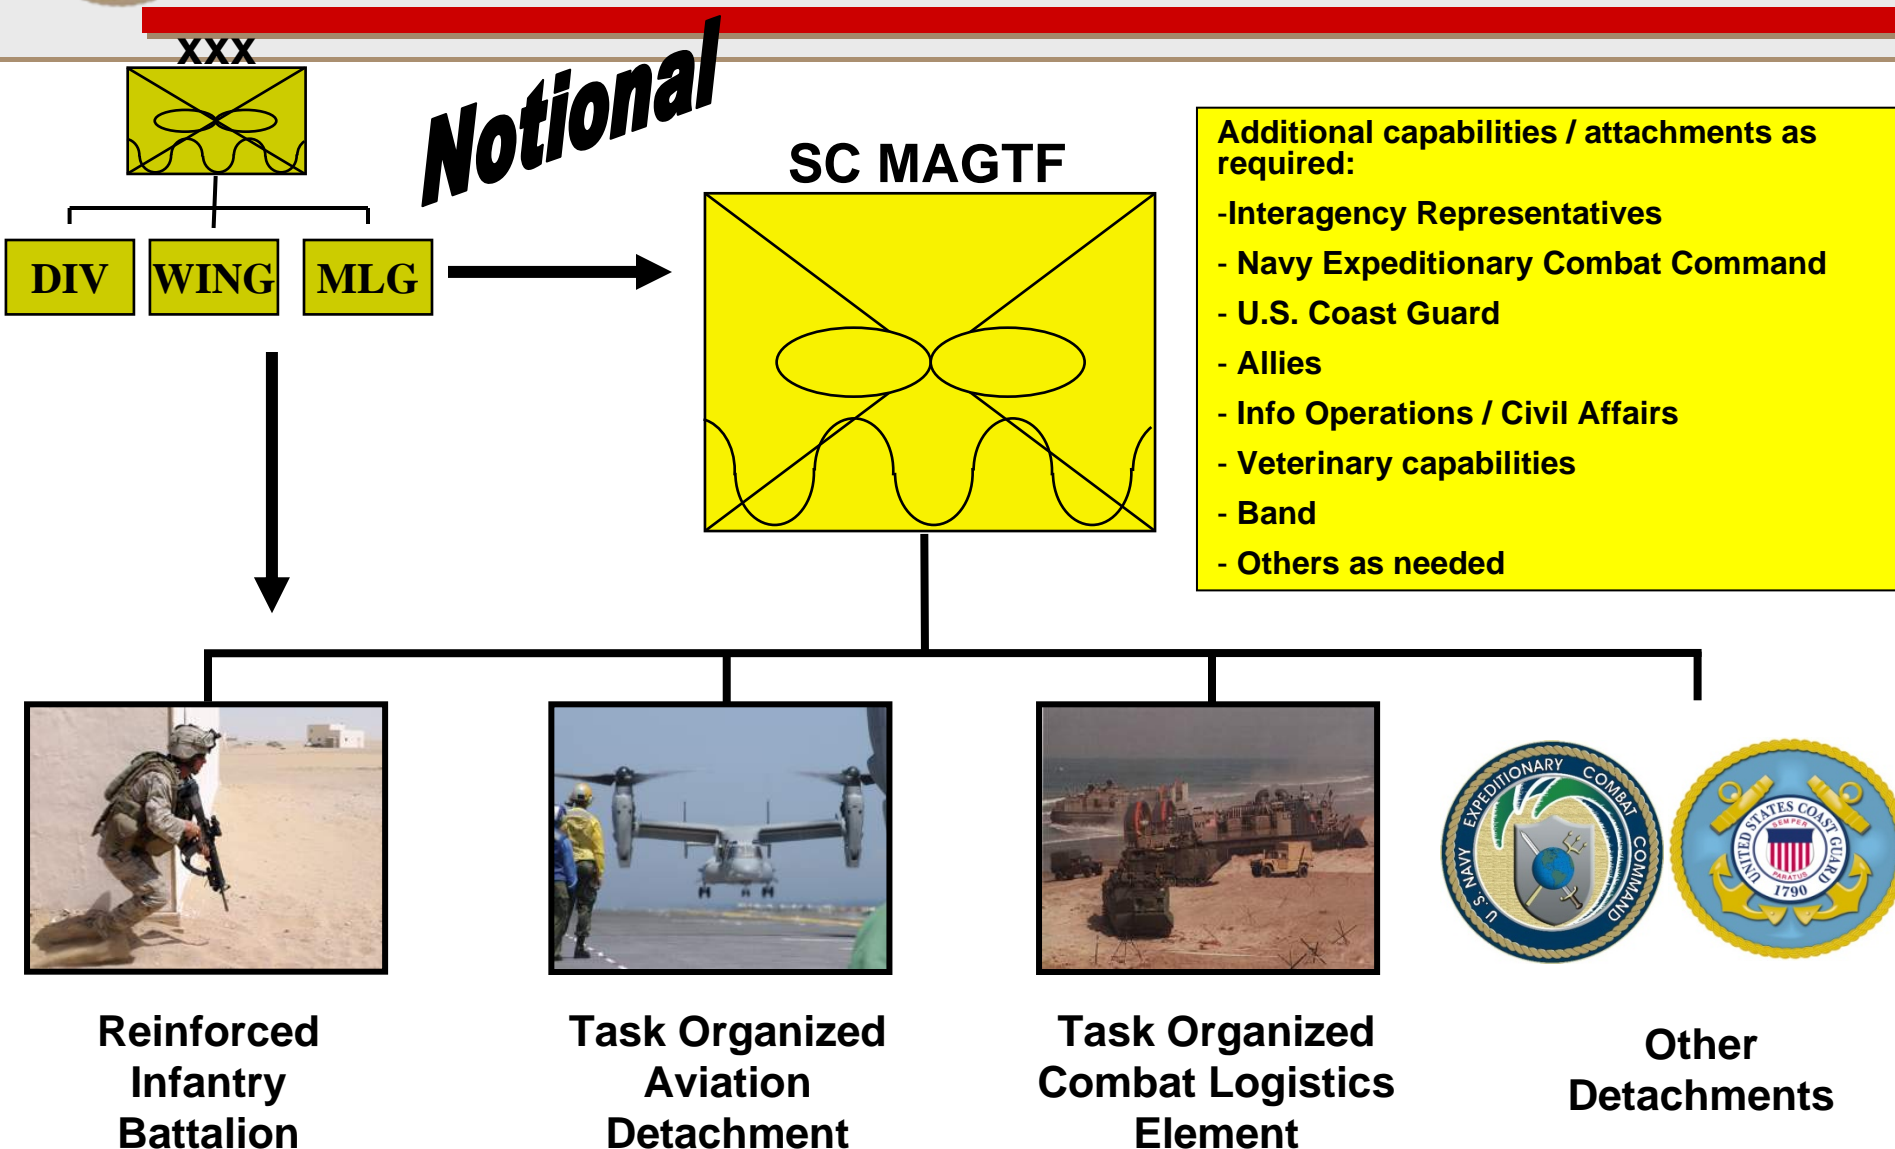 XXX
Notional
DIV
WING
MLG
SC MAGTF
Additional capabilities / attachments as
required:
-Interagency Representatives
- Navy Expeditionary Combat Command
- U.S. Coast Guard
- Allies
- Info Operations / Civil Affairs
- Veterinary capabilities
- Band
- Others as needed
U.S. NAVY EXPEDITIONARY COMBAT COMMAND
UNITED STATES COAST GUARD
SEMPER
PARATUS
1790
Reinforced
Infantry
Battalion
Task Organized
Aviation
Detachment
Task Organized
Combat Logistics
Element
Other
Detachments